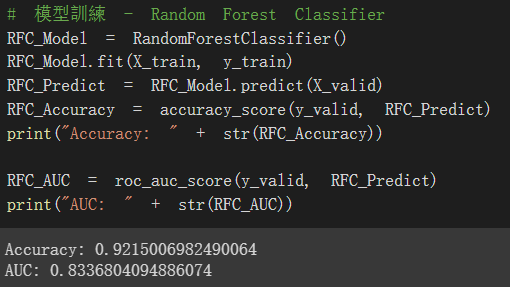 # 模型訓練 - Random Forest Classifier
RFC_Model = RandomForestClassifier()
RFC_Model.fit(X_train, y_train)
RFC_Predict = RFC_Model.predict(X_valid)
RFC_Accuracy = accuracy_score(y_valid, RFC_Predict)
print("Accuracy: " + str(RFC_Accuracy))
RFC_AUC = roc_auc_score(y_valid, RFC_Predict)
print("AUC: " + str(RFC_AUC))
Accuracy: 0.9215006982490064
AUC: 0.8336804094886074